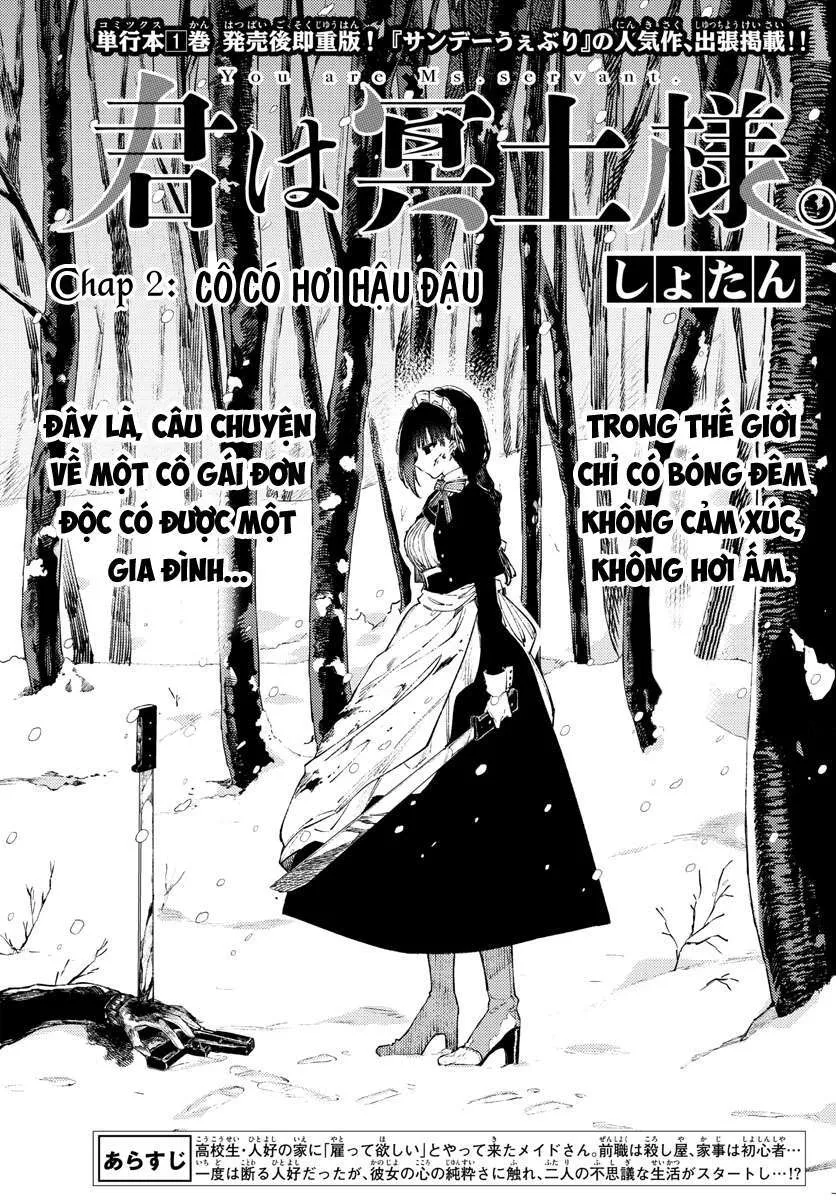 単行本1巻 発売後即重版！『サンデーうぇぶり』の人気作、出張掲載!!
You are Ms. servant.
君は冥土様。
しょたん
Chap 2: CÔ CÓ HƠI HẬU ĐẬU
TRONG THẾ GIỚI
CHỈ CÓ BÓNG ĐÊM
KHÔNG CẢM XÚC,
KHÔNG HƠI ẤM.
ĐÂY LÀ, CÂU CHUYỆN
VỀ MỘT CÔ GÁI ĐƠN
ĐỘC CÓ ĐƯỢC MỘT
GIA ĐÌNH...
あらすじ
高校生・人好の家に「雇って欲しい」とやって来たメイドさん。前職は殺し屋、家事は初心者…
一度は断る人好だったが、彼女の心の純粋さに触れ、二人の不思議な生活がスタートし…!?